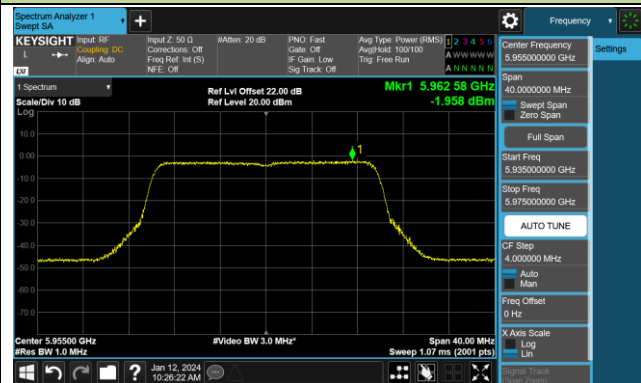 Spectrum Analyzer 1
Swept SA
Frequency
KEYSIGHT
L
LXI
Input: RF
Coupling: DC
Align: Auto
Input Z: 50 Ω
Corrections: Off
Freq Ref: Int (S)
NFE: Off
#Atten: 20 dB
PNO: Fast
Gate: Off
IF Gain: Low
Sig Track: Off
Avg Type: Power (RMS)
Avg|Hold: 100/100
Trig: Free Run
1 2 3 4 5 6
A W W W W W
A N N N N N
1 Spectrum
Scale/Div 10 dB
Log
Ref Lvl Offset 22.00 dB
Ref Level 20.00 dBm
Mkr1 5.962 58 GHz
-1.958 dBm
10.0
0.00
-10.0
-20.0
-30.0
-40.0
-50.0
-60.0
-70.0
1
Center 5.95500 GHz
#Res BW 1.0 MHz
#Video BW 3.0 MHz*
Span 40.00 MHz
Sweep 1.07 ms (2001 pts)
Jan 12, 2024
10:26:22 AM
Center Frequency
5.955000000 GHz
Settings
Span
40.0000000 MHz
Swept Span
Zero Span
Full Span
Start Freq
5.935000000 GHz
Stop Freq
5.975000000 GHz
AUTO TUNE
CF Step
4.000000 MHz
Auto
Man
Freq Offset
0 Hz
X Axis Scale
Log
Lin
Signal Track
(Span Zoom)